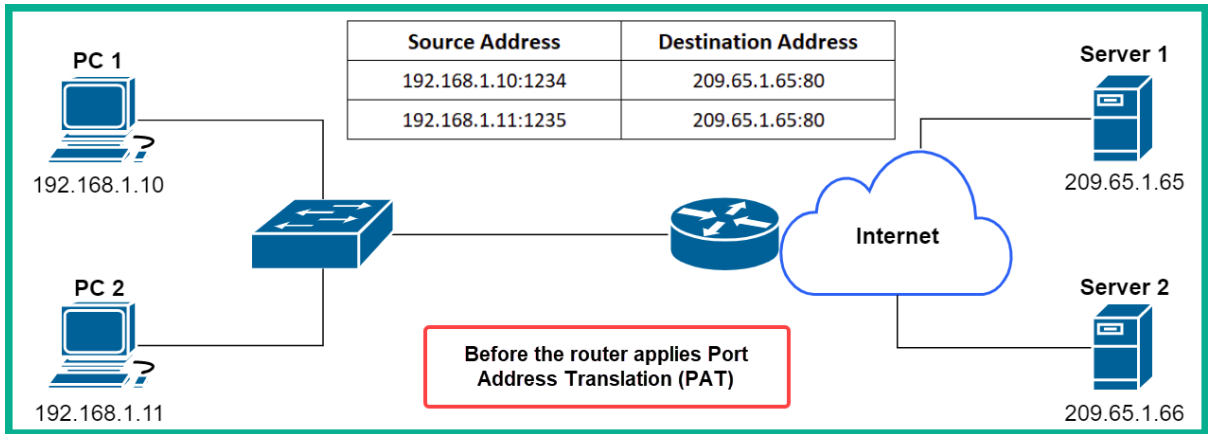 Source Address Destination Address
192.168.1.10:1234 209.65.1.65:80
192.168.1.11:1235 209.65.1.65:80
PC 1
192.168.1.10
PC 2
192.168.1.11
Internet
Server 1
209.65.1.65
Server 2
209.65.1.66
Before the router applies Port
Address Translation (PAT)